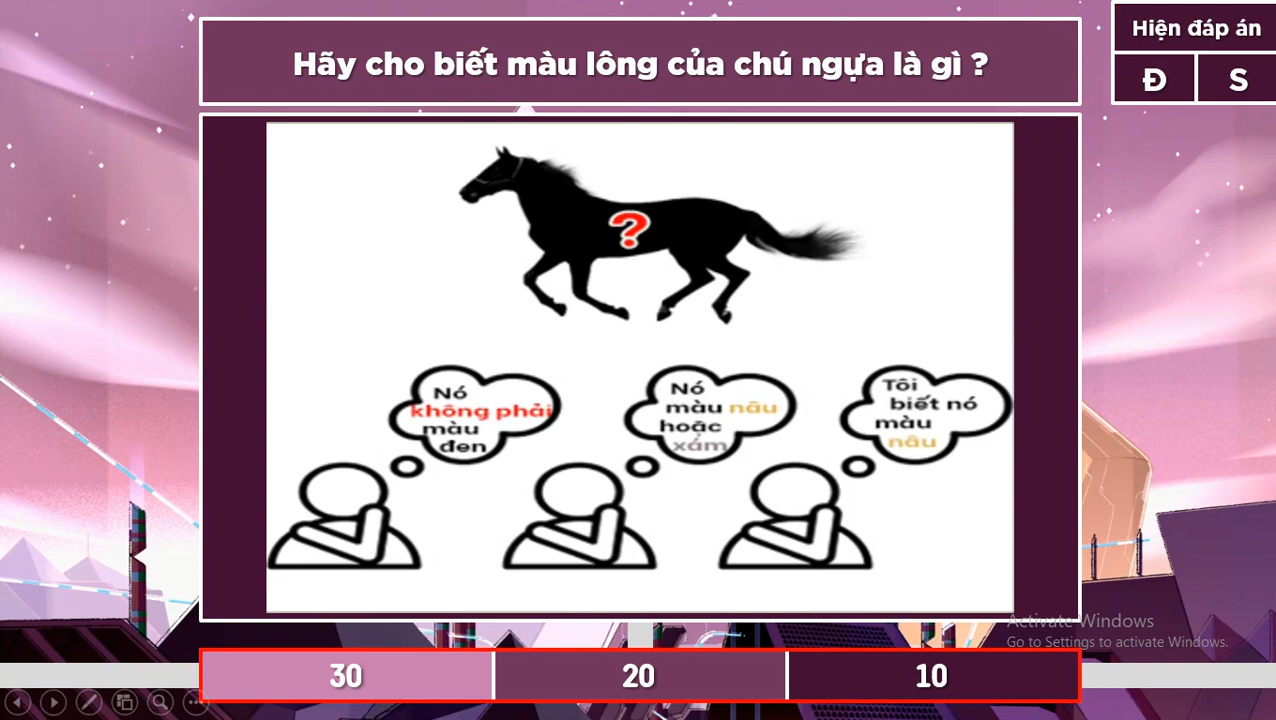 Hiện đáp án
Đ
S
Hãy cho biết màu lông của chú ngựa là gì ?
?
Nó
không phải
màu
đen
Nó
màu nâu
hoặc
xám
Tôi
biết nó
màu
nâu
Activate Windows
Go to Settings to activate Windows.
30
20
10